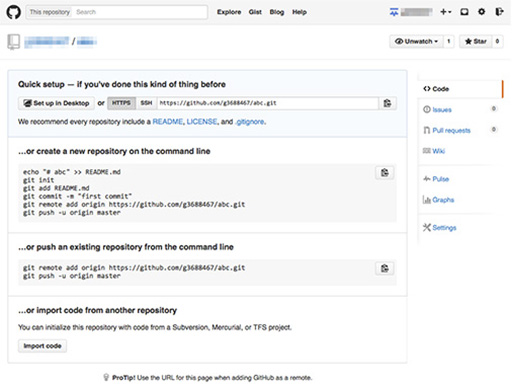 This repository Search Explore Gist Blog Help
/
Unwatch 1 Star 0
Quick setup — if you've done this kind of thing before
Set up in Desktop or HTTPS SSH https://github.com/g3688467/abc.git
We recommend every repository include a README, LICENSE, and .gitignore.
…or create a new repository on the command line
echo "# abc" >> README.md
git init
git add README.md
git commit -m "first commit"
git remote add origin https://github.com/g3688467/abc.git
git push -u origin master
…or push an existing repository from the command line
git remote add origin https://github.com/g3688467/abc.git
git push -u origin master
…or import code from another repository
You can initialize this repository with code from a Subversion, Mercurial, or TFS project.
Import code
Code
Issues 0
Pull requests 0
Wiki
Pulse
Graphs
Settings
ProTip! Use the URL for this page when adding GitHub as a remote.